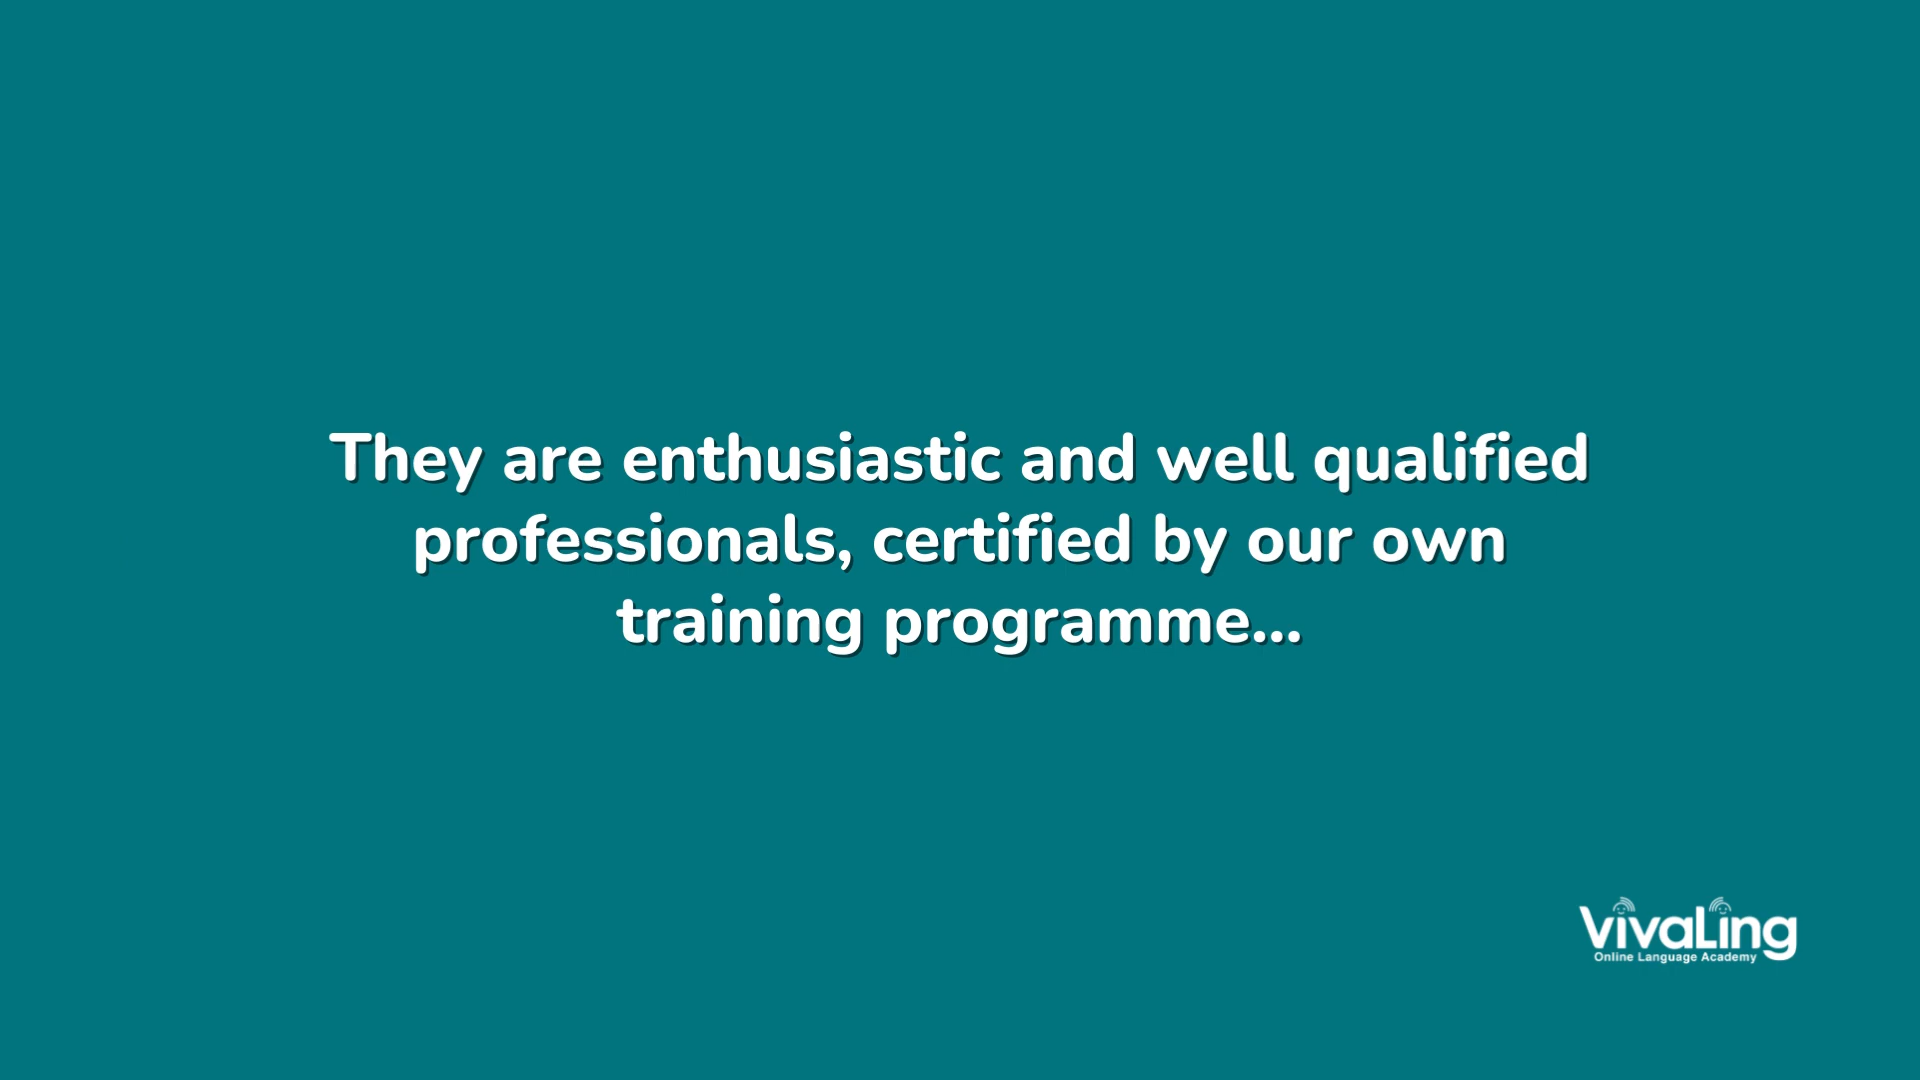 They are enthusiastic and well qualified
professionals, certified by our own
training programme...
VivaLing
Online Language Academy